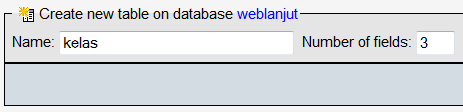 Create new table on database weblanjut
Name: kelas Number of fields: 3